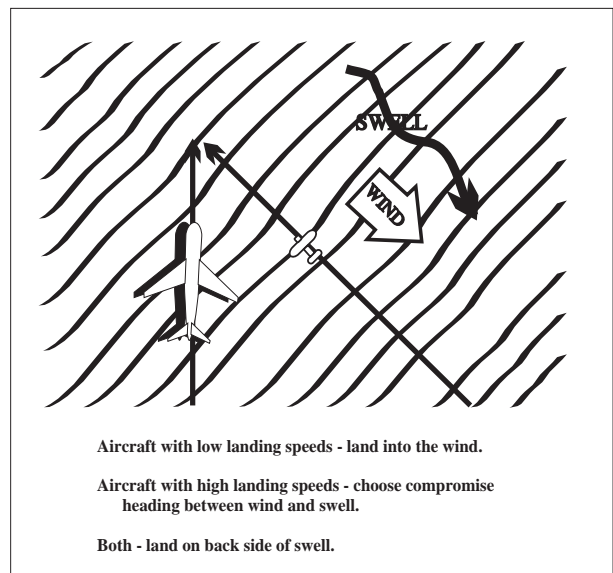 SWELL
WIND
Aircraft with low landing speeds - land into the wind.
Aircraft with high landing speeds - choose compromise
heading between wind and swell.
Both - land on back side of swell.